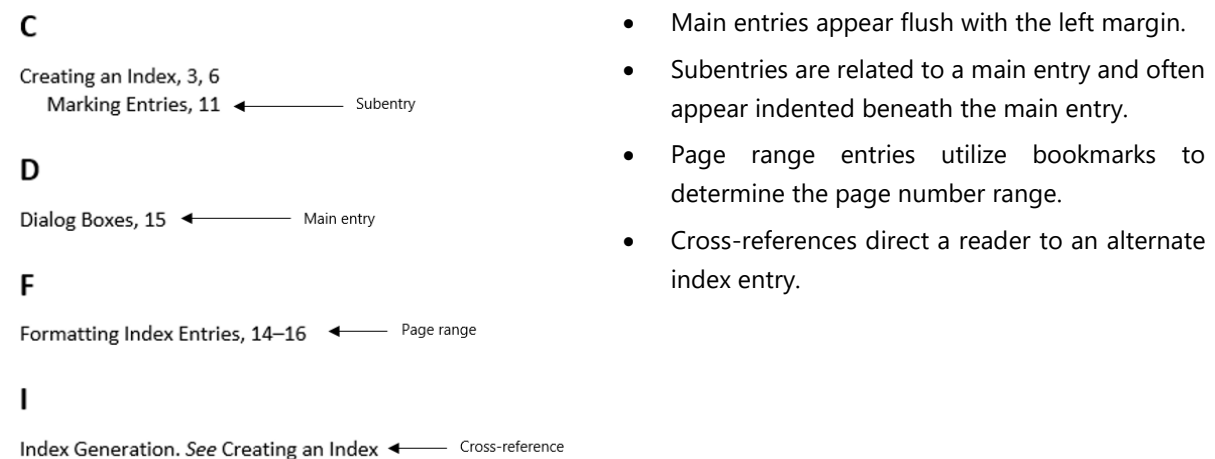 C
Creating an Index, 3, 6
Marking Entries, 11
Subentry
D
Dialog Boxes, 15
Main entry
F
Formatting Index Entries, 14–16
Page range
I
Index Generation. See Creating an Index
Cross-reference
• Main entries appear flush with the left margin.
• Subentries are related to a main entry and often
appear indented beneath the main entry.
• Page range entries utilize bookmarks to
determine the page number range.
• Cross-references direct a reader to an alternate
index entry.